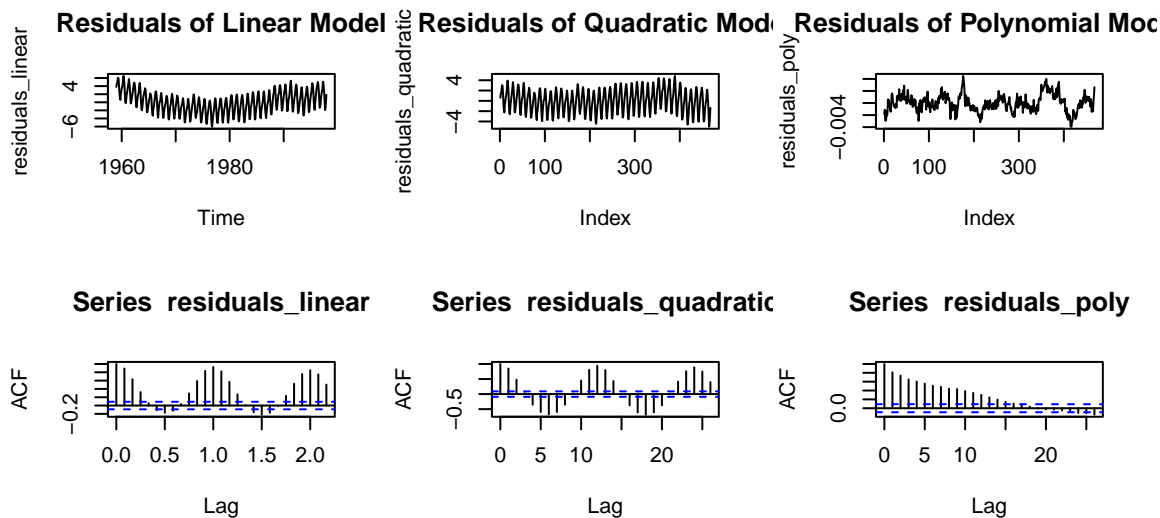 Residuals of Linear Model
residuals_linear
4
−6
1960 1980
Time
Residuals of Quadratic Mode
residuals_quadratic
4
−4
0 100 300
Index
Residuals of Polynomial Mod
residuals_poly
−0.004
0 100 300
Index
Series residuals_linear
ACF
−0.2
0.0 0.5 1.0 1.5 2.0
Lag
Series residuals_quadratic
ACF
−0.5
0 5 10 20
Lag
Series residuals_poly
ACF
0.0
0 5 10 20
Lag